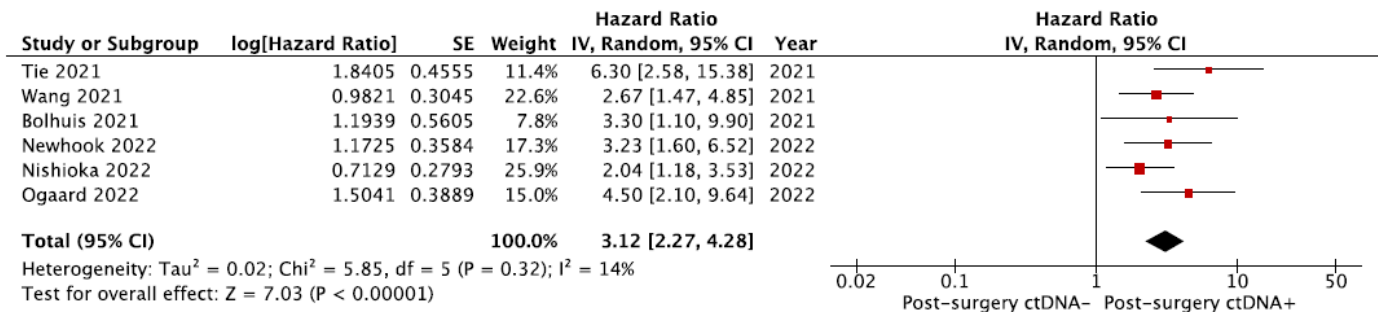 Hazard Ratio Hazard Ratio
Study or Subgroup log[Hazard Ratio] SE Weight IV, Random, 95% CI Year IV, Random, 95% CI
Tie 2021 1.8405 0.4555 11.4% 6.30 [2.58, 15.38] 2021
Wang 2021 0.9821 0.3045 22.6% 2.67 [1.47, 4.85] 2021
Bolhuis 2021 1.1939 0.5605 7.8% 3.30 [1.10, 9.90] 2021
Newhook 2022 1.1725 0.3584 17.3% 3.23 [1.60, 6.52] 2022
Nishioka 2022 0.7129 0.2793 25.9% 2.04 [1.18, 3.53] 2022
Ogaard 2022 1.5041 0.3889 15.0% 4.50 [2.10, 9.64] 2022
Total (95% CI) 100.0% 3.12 [2.27, 4.28]
Heterogeneity: Tau² = 0.02; Chi² = 5.85, df = 5 (P = 0.32); I² = 14%
Test for overall effect: Z = 7.03 (P < 0.00001)
0.02 0.1 1 10 50
Post-surgery ctDNA- Post-surgery ctDNA+